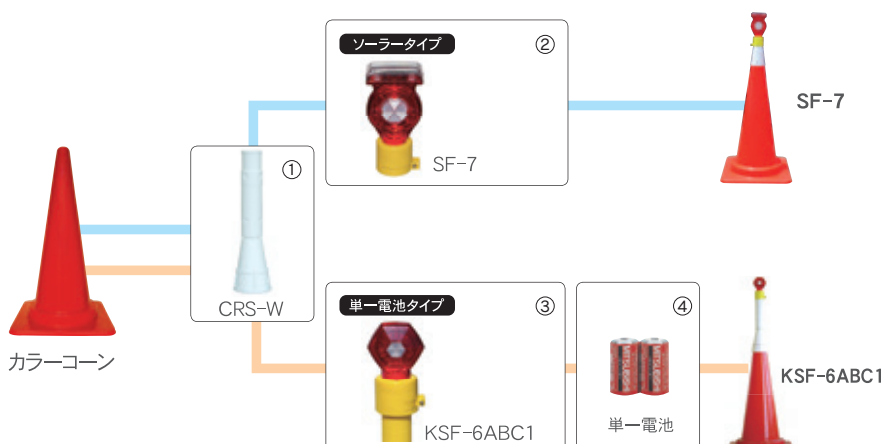 ソーラータイプ
②
SF-7
SF-7
①
CRS-W
カラーコーン
単一電池タイプ
③
KSF-6ABC1
④
単一電池
KSF-6ABC1